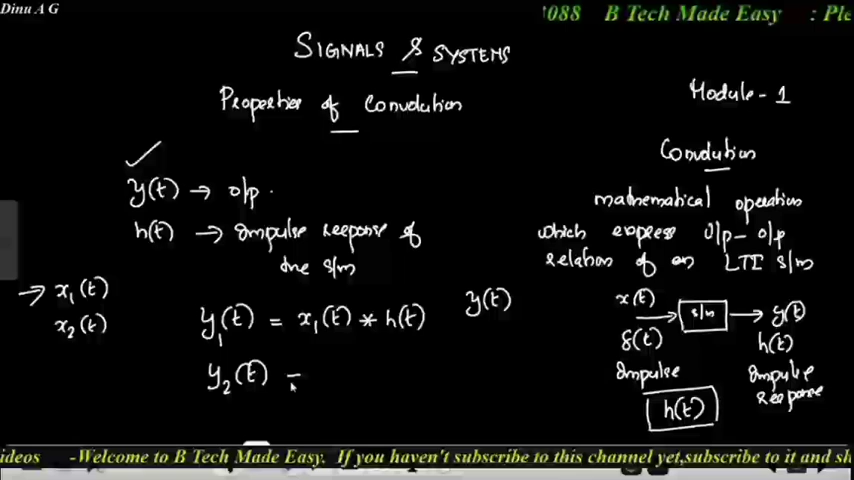 Dinu A G
1088 B Tech Made Easy : Ple
SIGNALS & SYSTEMS
Properties of Convolution
y(t) → o/p.
h(t) → Impulse Response of
the s/m
→ x₁(t)
x₂(t)
y₁(t) = x₁(t) * h(t)
y(t)
y₂(t) =
Module - 1
Convolution
mathematical operation
which express i/p - o/p
relation of an LTI s/m
x(t) → s/m → y(t)
δ(t) h(t)
Impulse Impulse
Response
h(t)
ideos -Welcome to B Tech Made Easy. If you haven't subscribe to this channel yet,subscribe to it and sh